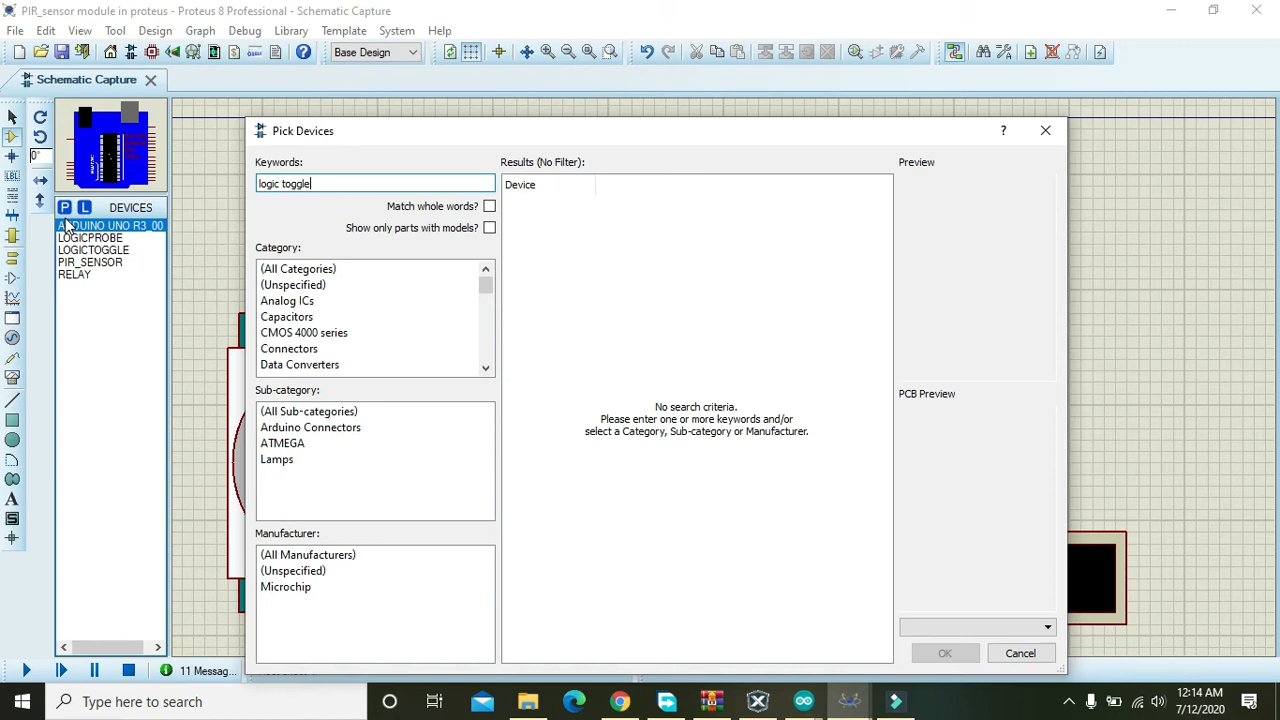 PIR_sensor module in proteus - Proteus 8 Professional - Schematic Capture
File Edit View Tool Design Graph Debug Library Template System Help
Base Design
Schematic Capture
Pick Devices
?
Keywords:
Results (No Filter):
Preview
logic toggle
Device
0°
LBL
P L DEVICES
Match whole words?
ARDUINO UNO R3_00
Show only parts with models?
LOGICPROBE
LOGICTOGGLE
Category:
PIR_SENSOR
(All Categories)
RELAY
(Unspecified)
Analog ICs
Capacitors
CMOS 4000 series
Connectors
Data Converters
Sub-category:
PCB Preview
(All Sub-categories)
No search criteria.
Please enter one or more keywords and/or
select a Category, Sub-category or Manufacturer.
Arduino Connectors
ATMEGA
Lamps
A
S
Manufacturer:
(All Manufacturers)
(Unspecified)
Microchip
OK
Cancel
11 Messag...
Type here to search
12:14 AM
7/12/2020